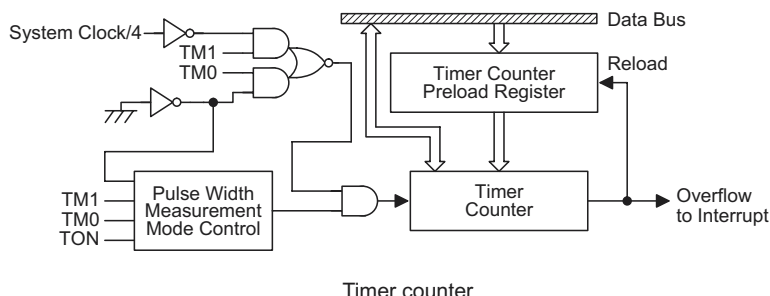 System Clock/4
TM1
TM0
Data Bus
Timer Counter
Preload Register
Reload
TM1
TM0
TON
Pulse Width
Measurement
Mode Control
Timer
Counter
Overflow
to Interrupt
Timer counter